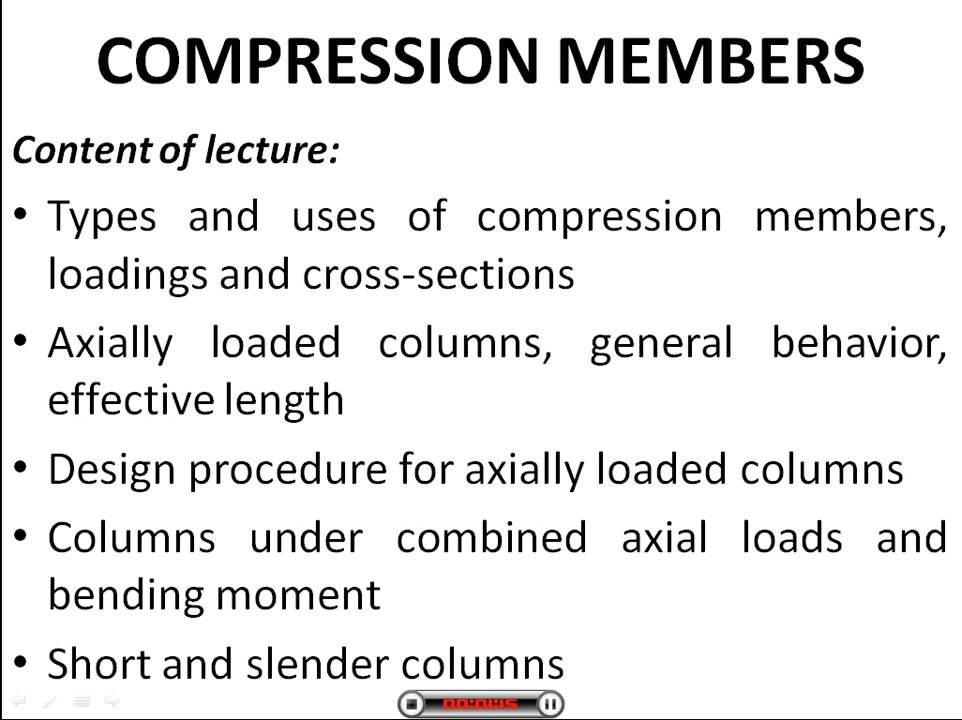 COMPRESSION MEMBERS
Content of lecture:
• Types and uses of compression members,
loadings and cross-sections
• Axially loaded columns, general behavior,
effective length
• Design procedure for axially loaded columns
• Columns under combined axial loads and
bending moment
• Short and slender columns